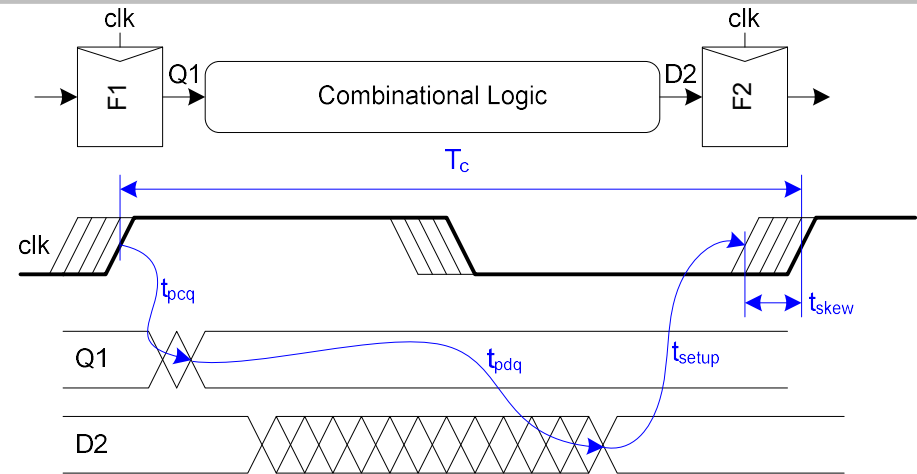 clk clk
F1 Q1 Combinational Logic D2 F2
Tc
clk
tpcq
tskew
Q1 tpdq tsetup
D2